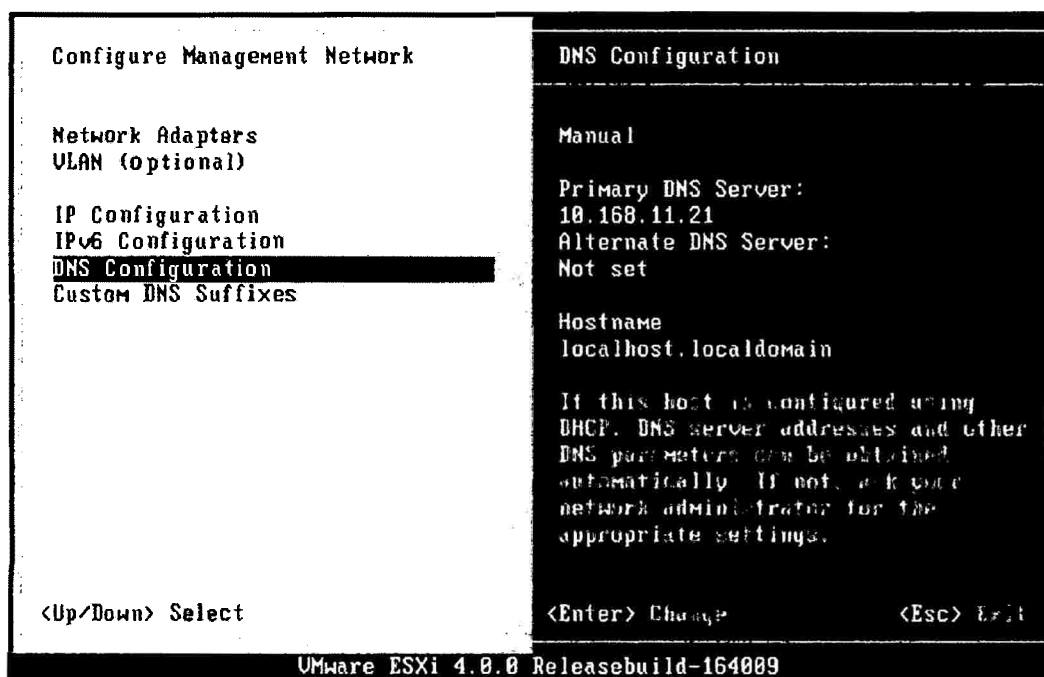 Configure Management Network
Network Adapters
VLAN (optional)
IP Configuration
IPv6 Configuration
DNS Configuration
Custom DNS Suffixes
<Up/Down> Select
DNS Configuration
Manual
Primary DNS Server:
10.168.11.21
Alternate DNS Server:
Not set
Hostname
localhost.localdomain
If this host is configured using
DHCP, DNS server addresses and other
DNS parameters can be obtained
automatically. If not, ask your
network administrator for the
appropriate settings.
<Enter> Change
<Esc> Exit
VMware ESXi 4.0.0 Releasebuild-164009